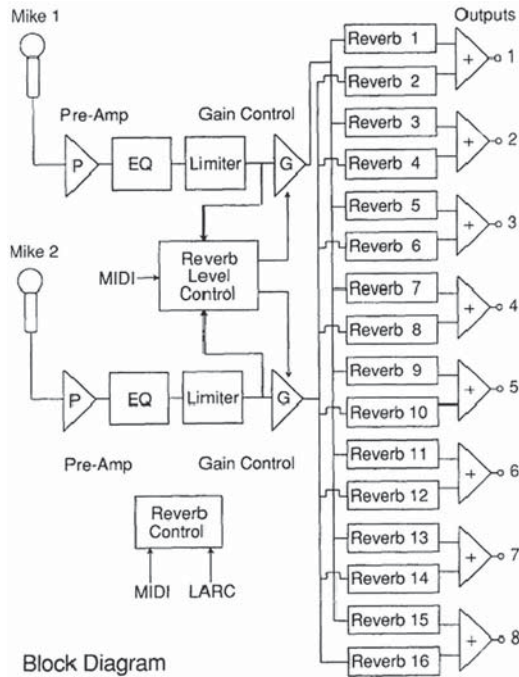 Mike 1
Outputs
Reverb 1
1
Reverb 2
Pre-Amp
Gain Control
Reverb 3
2
P
EQ
Limiter
G
Reverb 4
Reverb 5
3
Mike 2
Reverb 6
MIDI
Reverb
Level
Control
Reverb 7
4
Reverb 8
Reverb 9
P
EQ
Limiter
G
5
Reverb 10
Pre-Amp
Gain Control
Reverb 11
6
Reverb 12
Reverb
Control
Reverb 13
7
Reverb 14
MIDI
LARC
Reverb 15
8
Block Diagram
Reverb 16
+
+
+
+
+
+
+
+